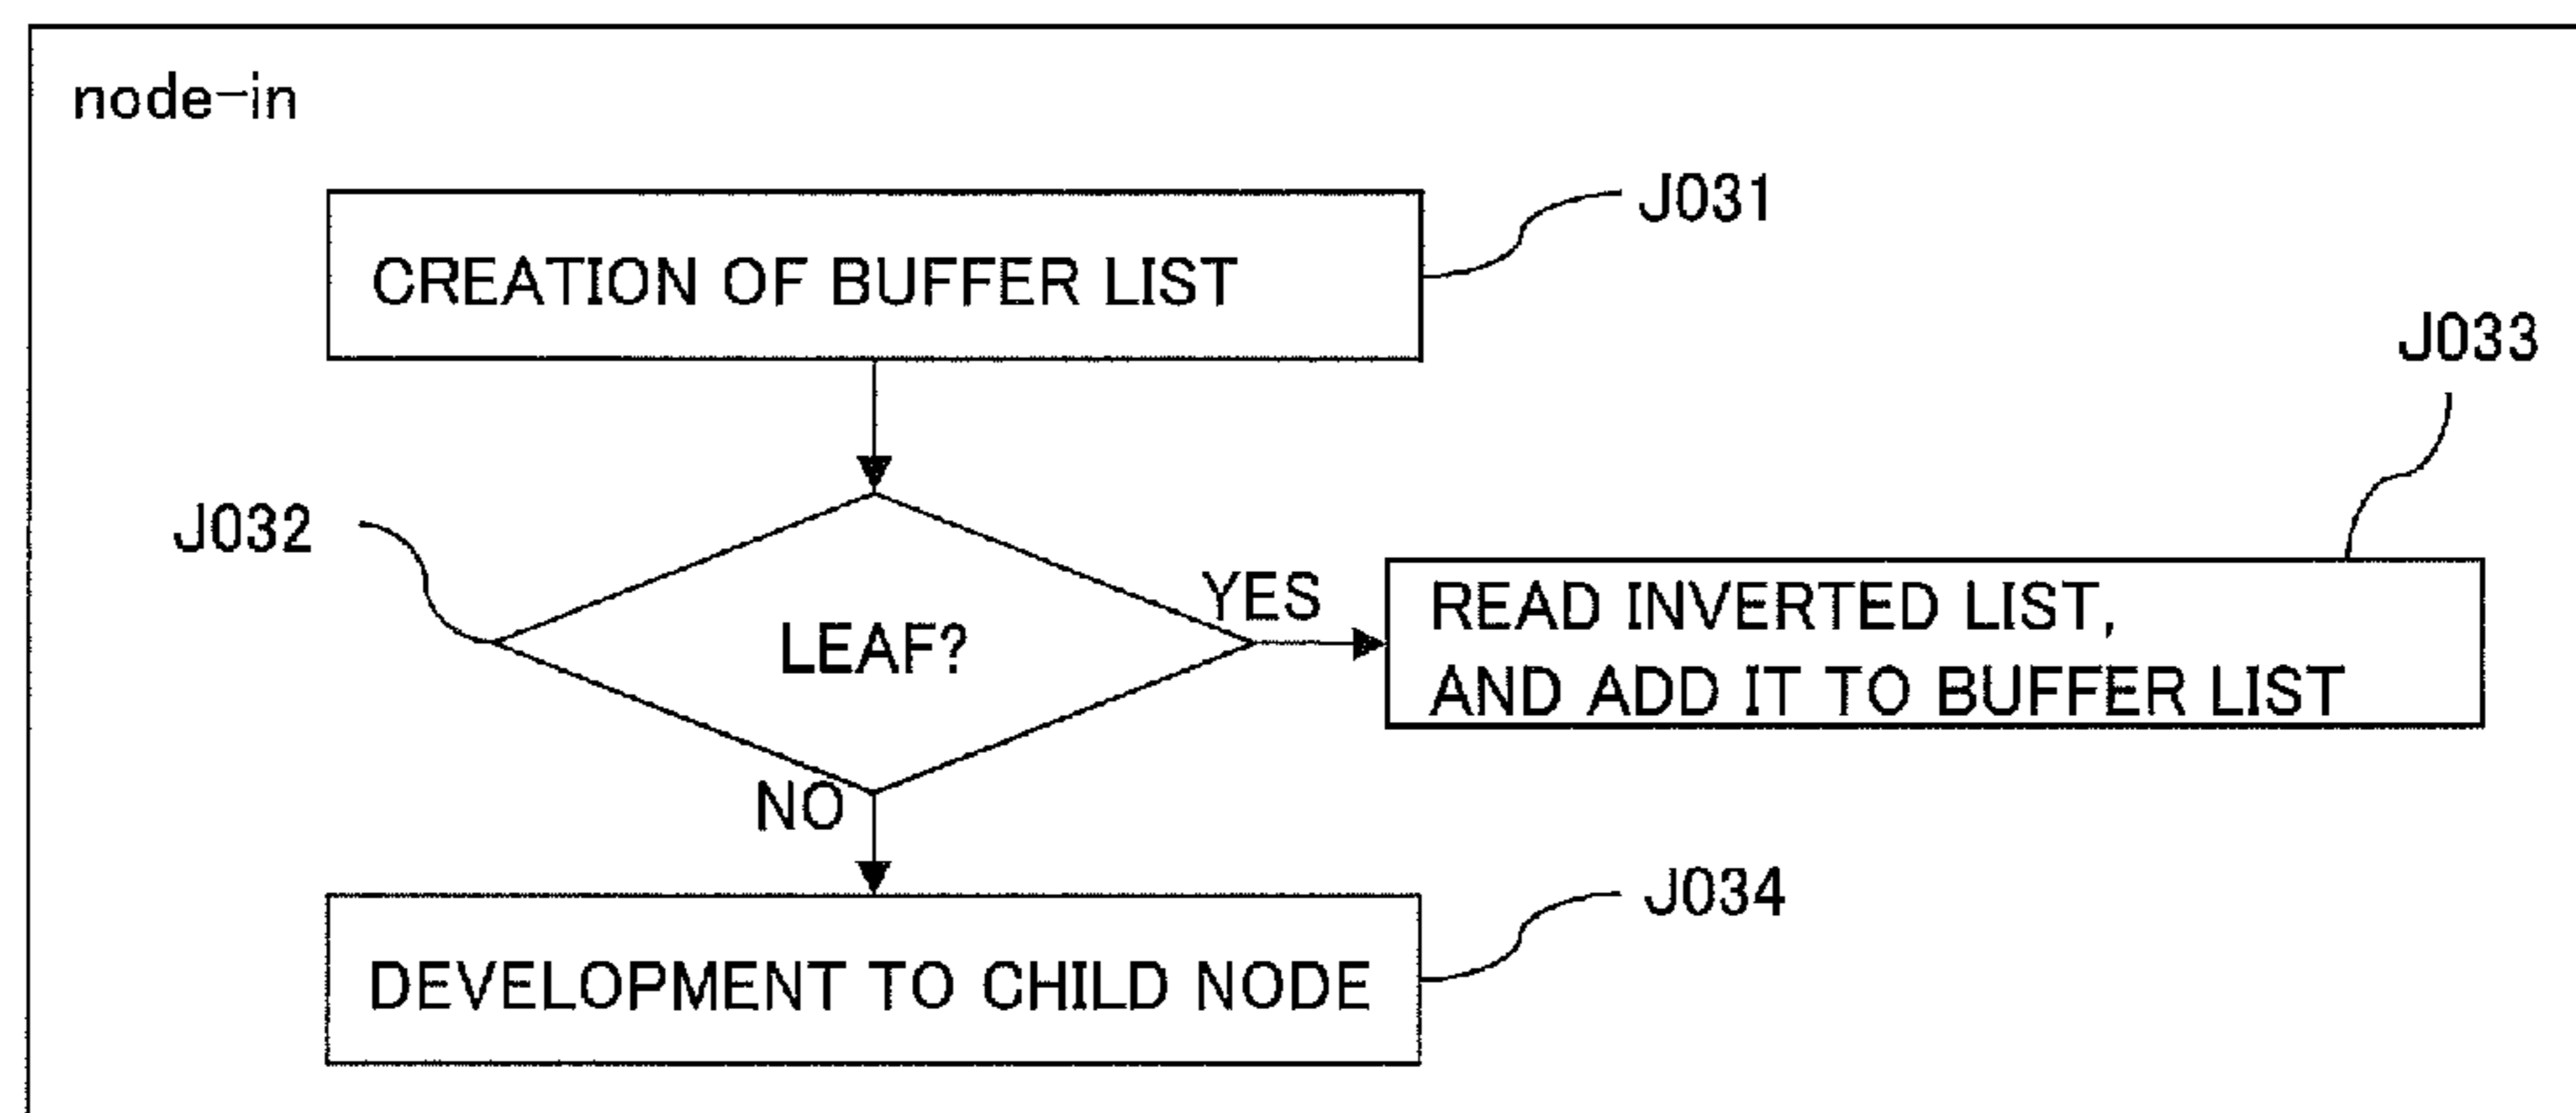 node-in
J031
CREATION OF BUFFER LIST
J033
J032
YES
READ INVERTED LIST,
LEAF?
AND ADD IT TO BUFFER LIST
NO
J034
DEVELOPMENT TO CHILD NODE